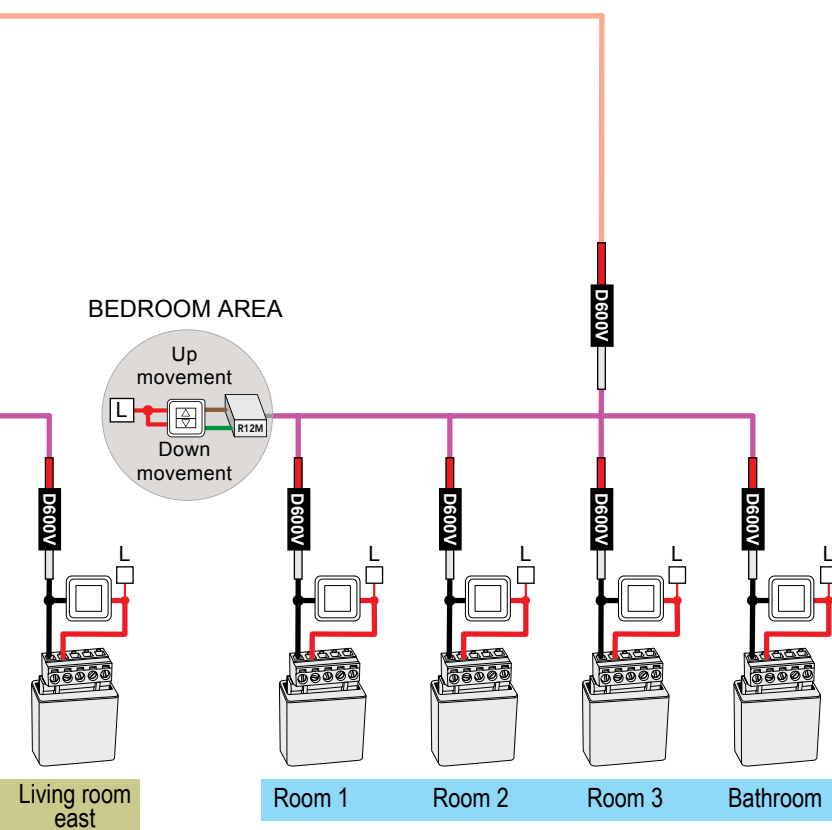 D600V
BEDROOM AREA
Up
movement
L
R12M
Down
movement
D600V
D600V
D600V
D600V
D600V
L
L
L
L
L
Living room
east
Room 1
Room 2
Room 3
Bathroom